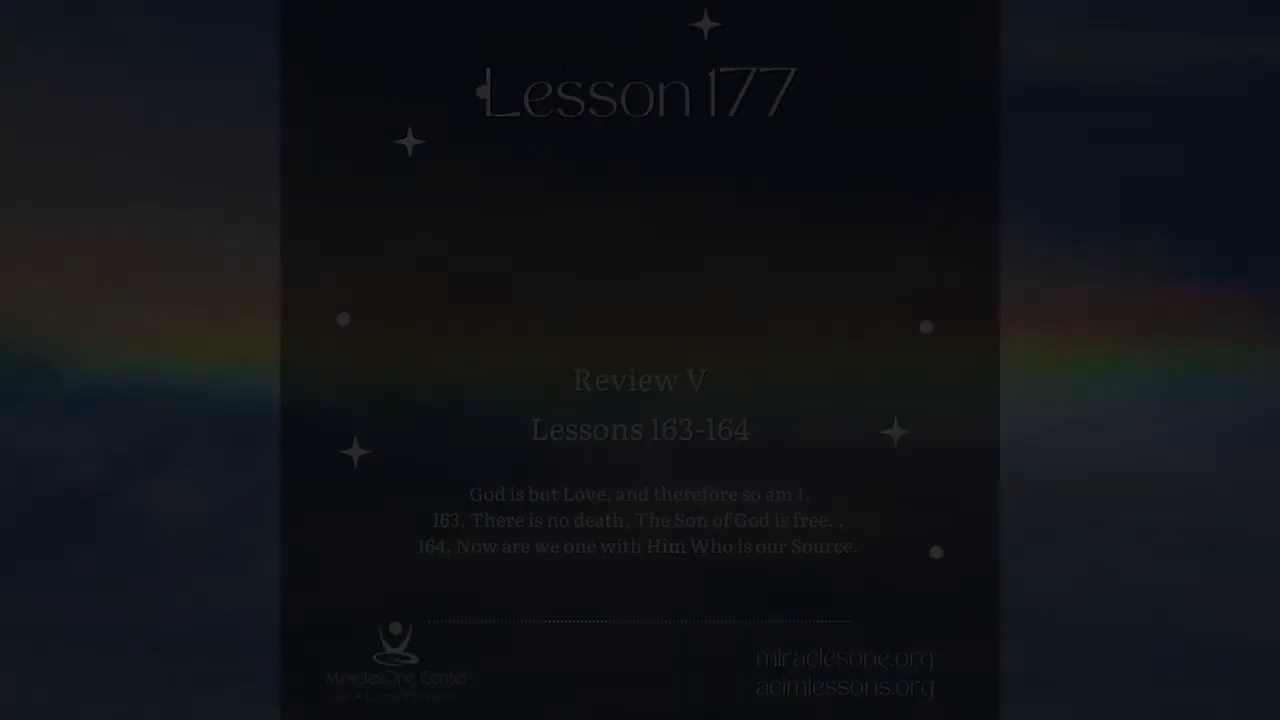 Lesson 177
Review V
Lessons 163-164
God is but Love, and therefore so am I.
163. There is no death. The Son of God is free. .
164. Now are we one with Him Who is our Source.
MiraclesOne Center
miraclesone.org
acimlessons.org